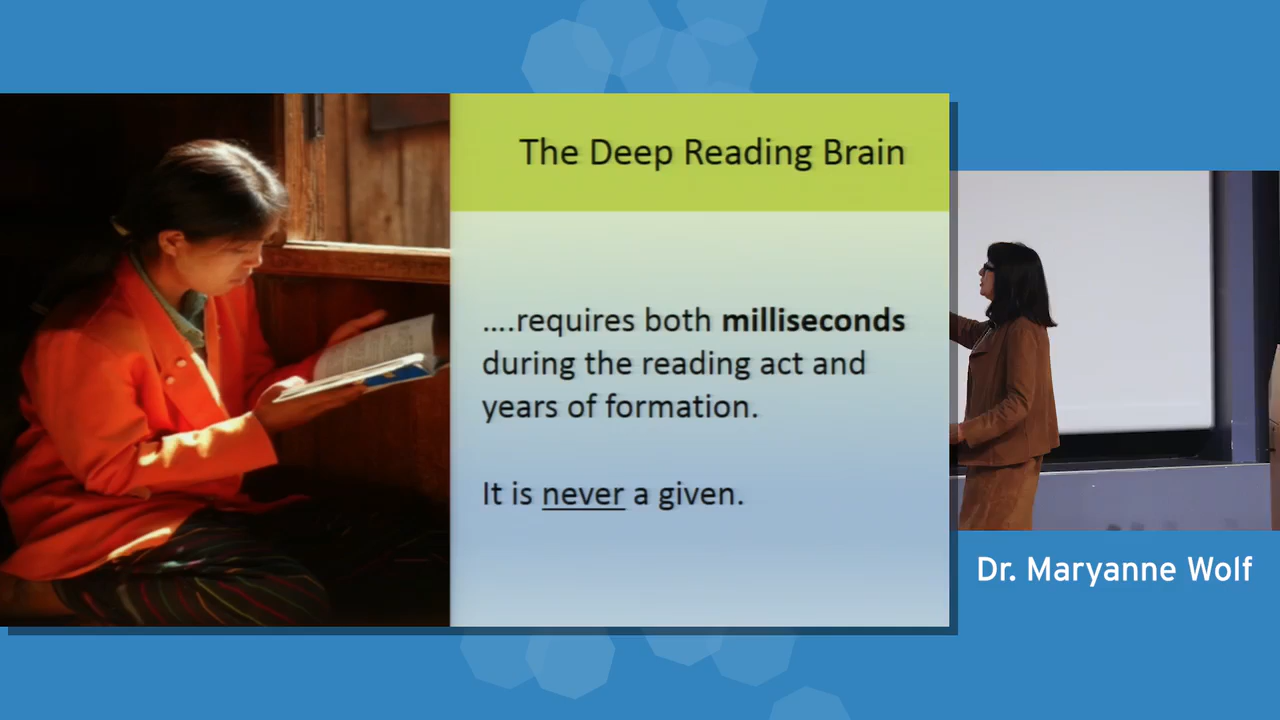 The Deep Reading Brain
....requires both milliseconds
during the reading act and
years of formation.
It is never a given.
Dr. Maryanne Wolf